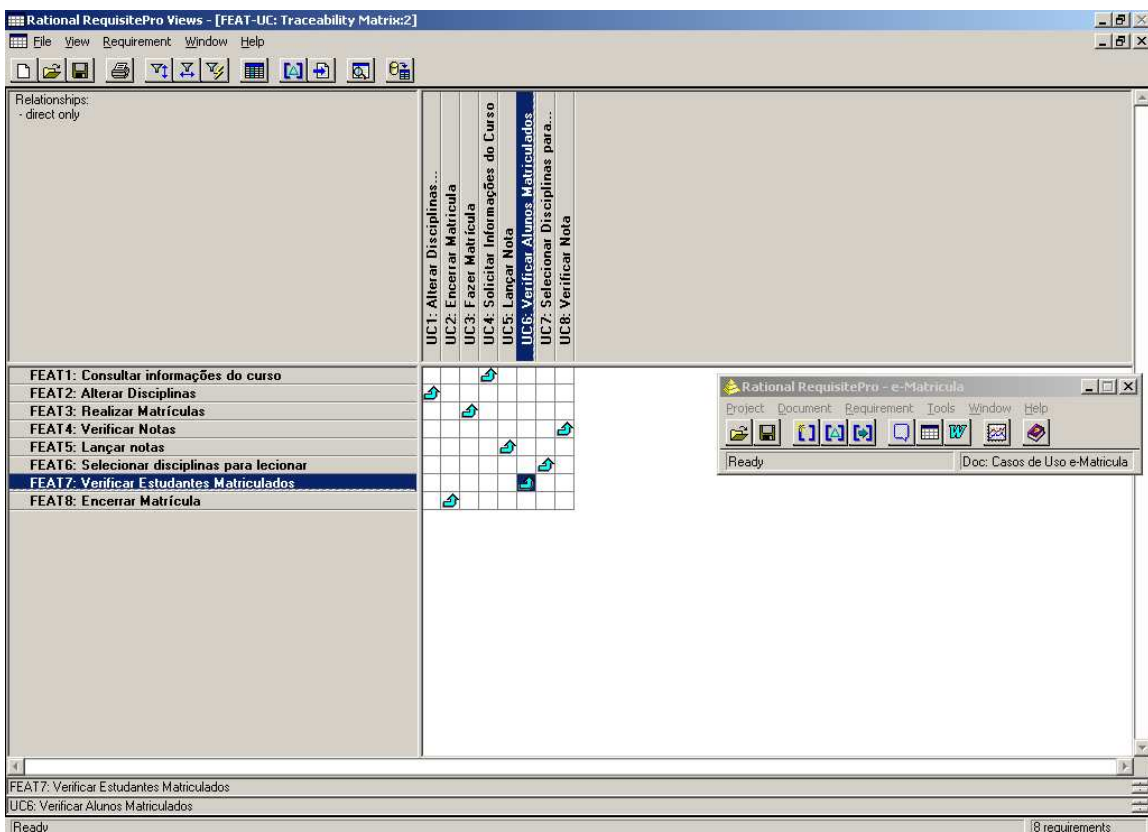 Rational RequisitePro Views - [FEAT-UC: Traceability Matrix:2]
File View Requirement Window Help
Relationships:
- direct only
UC1: Alterar Disciplinas...
UC2: Encerrar Matricula
UC3: Fazer Matrícula
UC4: Solicitar Informações do Curso
UC5: Lançar Nota
UC6: Verificar Alunos Matriculados
UC7: Selecionar Disciplinas para...
UC8: Verificar Nota
FEAT1: Consultar informações do curso
FEAT2: Alterar Disciplinas
FEAT3: Realizar Matrículas
FEAT4: Verificar Notas
FEAT5: Lançar notas
FEAT6: Selecionar disciplinas para lecionar
FEAT7: Verificar Estudantes Matriculados
FEAT8: Encerrar Matrícula
Rational RequisitePro - e-Matricula
Project Document Requirement Tools Window Help
Ready Doc: Casos de Uso e-Matricula
FEAT7: Verificar Estudantes Matriculados
UC6: Verificar Alunos Matriculados
Ready 8 requirements